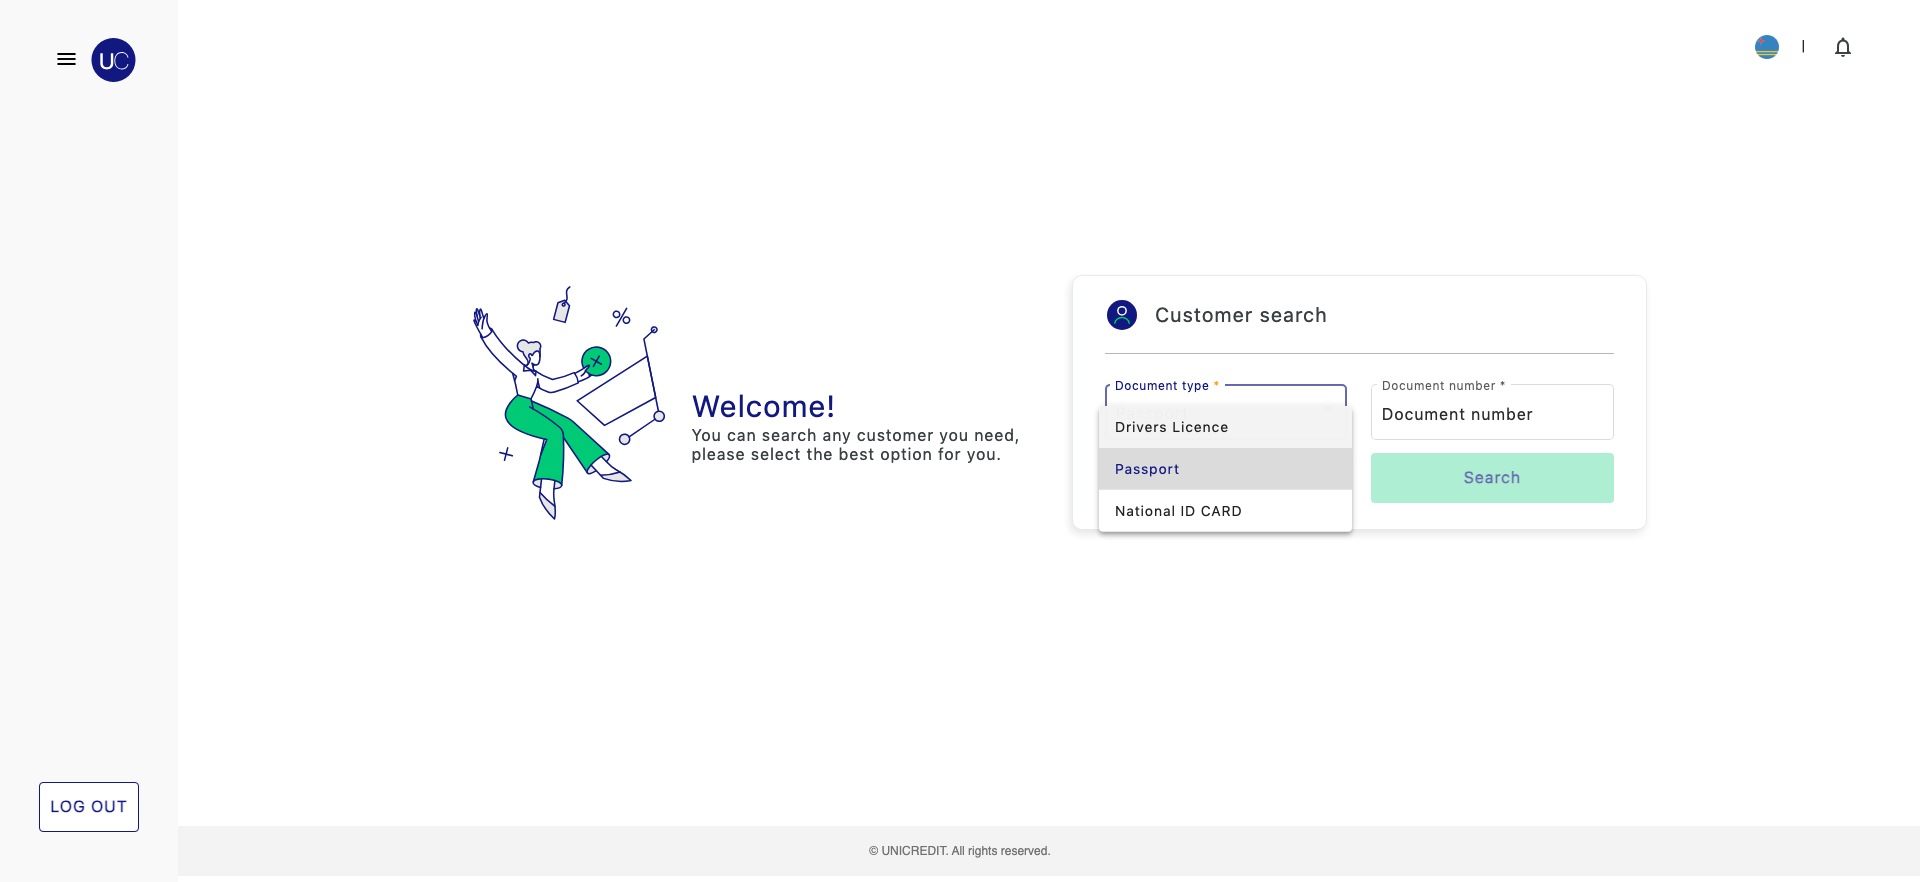 UC
Welcome!
You can search any customer you need,
please select the best option for you.
Customer search
Document type *
Drivers Licence
Passport
National ID CARD
Document number *
Document number
Search
LOG OUT
© UNICREDIT. All rights reserved.